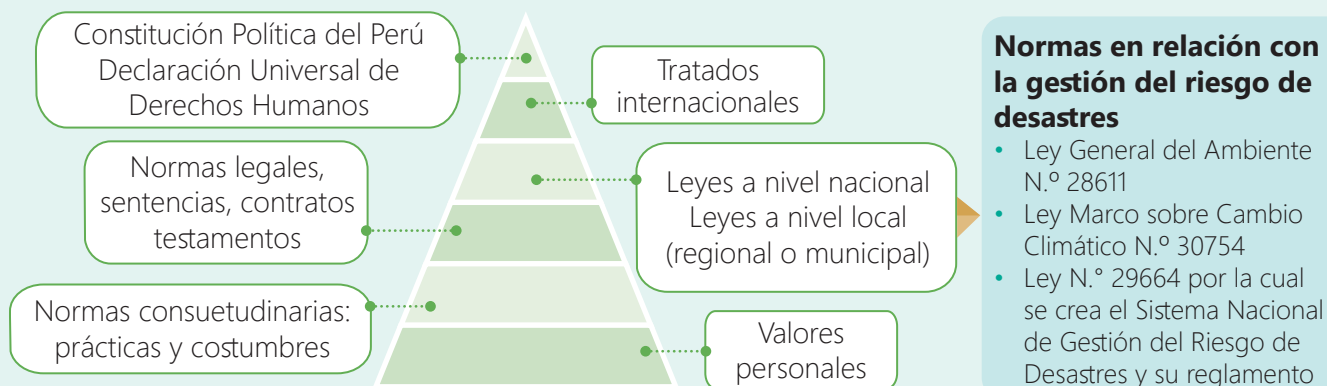 Constitución Política del Perú
Declaración Universal de
Derechos Humanos
Tratados
internacionales
Normas legales,
sentencias, contratos
testamentos
Leyes a nivel nacional
Leyes a nivel local
(regional o municipal)
Normas consuetudinarias:
prácticas y costumbres
Valores
personales
Normas en relación con
la gestión del riesgo de
desastres
• Ley General del Ambiente
N.º 28611
• Ley Marco sobre Cambio
Climático N.º 30754
• Ley N.° 29664 por la cual
se crea el Sistema Nacional
de Gestión del Riesgo de
Desastres y su reglamento